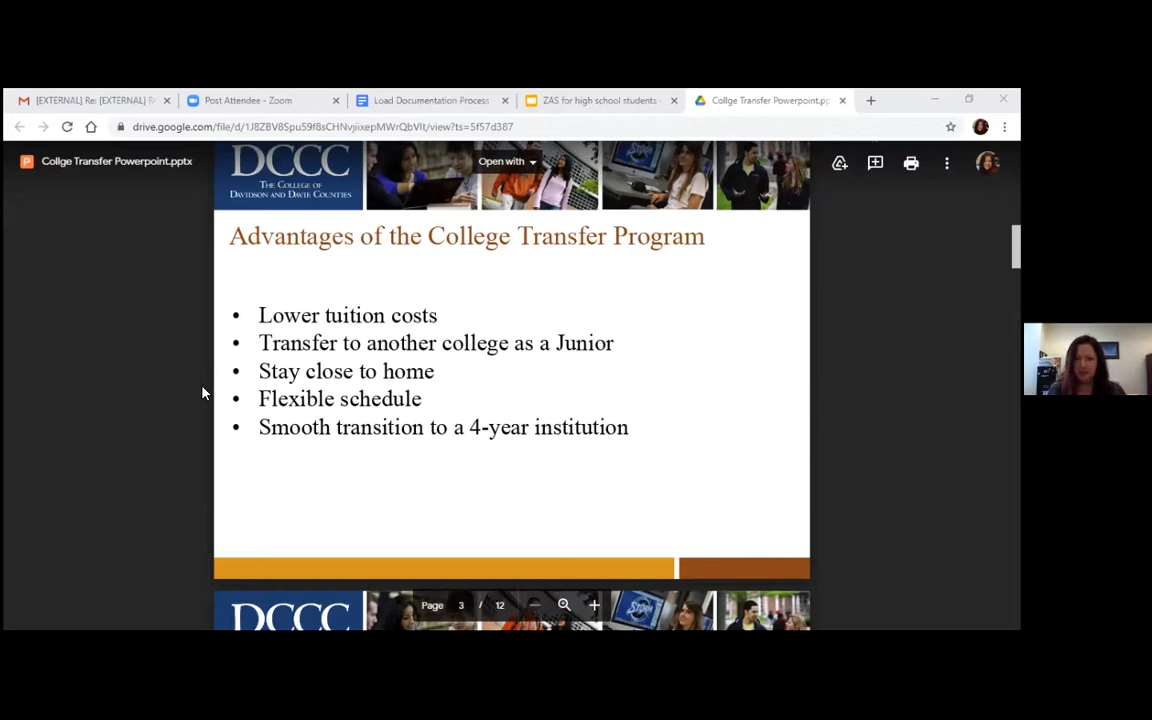 [EXTERNAL] Re: [EXTERNAL]
Post Attendee - Zoom
Load Documentation Process
ZAS for high school students -
Collge Transfer Powerpoint.pp
drive.google.com/file/d/1J8ZBV8Spu59f8sCHNvjiixepMWrQbVIt/view?ts=5f57d387
Collge Transfer Powerpoint.pptx
Open with
DCCC
THE COLLEGE OF
DAVIDSON AND DAVIE COUNTIES
STORM
Advantages of the College Transfer Program
• Lower tuition costs
• Transfer to another college as a Junior
• Stay close to home
• Flexible schedule
• Smooth transition to a 4-year institution
Page 3 / 12
DCCC
STORM